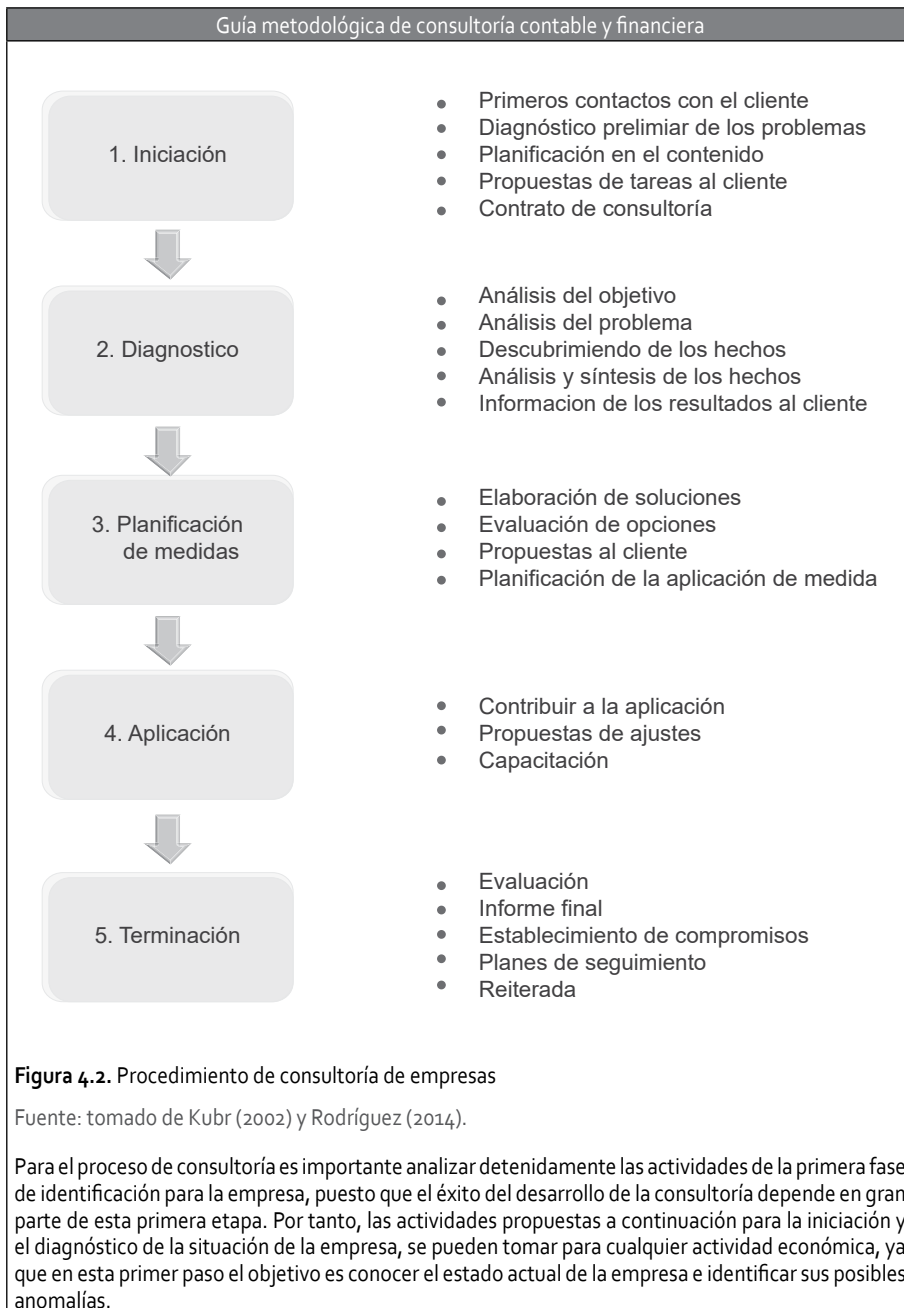 Guía metodológica de consultoría contable y financiera
1. Iniciación
Primeros contactos con el cliente
Diagnóstico prelimiar de los problemas
Planificación en el contenido
Propuestas de tareas al cliente
Contrato de consultoría
2. Diagnostico
Análisis del objetivo
Análisis del problema
Descubrimiendo de los hechos
Análisis y síntesis de los hechos
Informacion de los resultados al cliente
3. Planificación
de medidas
Elaboración de soluciones
Evaluación de opciones
Propuestas al cliente
Planificación de la aplicación de medida
4. Aplicación
Contribuir a la aplicación
Propuestas de ajustes
Capacitación
5. Terminación
Evaluación
Informe final
Establecimiento de compromisos
Planes de seguimiento
Reiterada
Figura 4.2. Procedimiento de consultoría de empresas
Fuente: tomado de Kubr (2002) y Rodríguez (2014).
Para el proceso de consultoría es importante analizar detenidamente las actividades de la primera fase
de identificación para la empresa, puesto que el éxito del desarrollo de la consultoría depende en gran
parte de esta primera etapa. Por tanto, las actividades propuestas a continuación para la iniciación y
el diagnóstico de la situación de la empresa, se pueden tomar para cualquier actividad económica, ya
que en esta primer paso el objetivo es conocer el estado actual de la empresa e identificar sus posibles
anomalías.